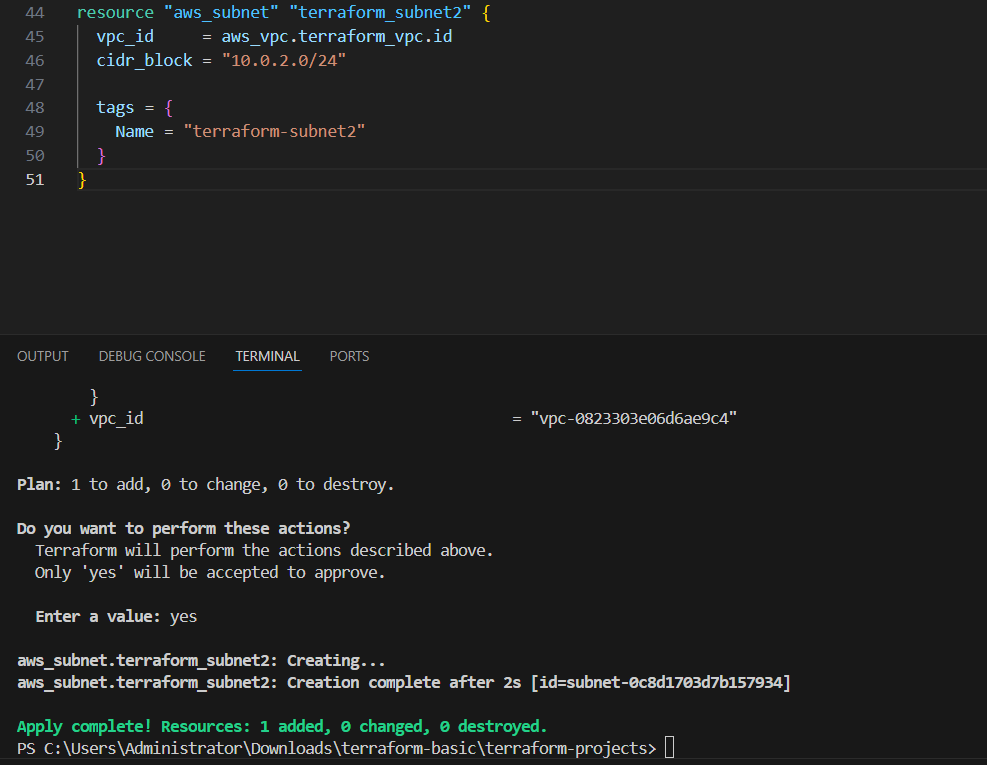 44 resource "aws_subnet" "terraform_subnet2" {
45 vpc_id     = aws_vpc.terraform_vpc.id
46 cidr_block = "10.0.2.0/24"
47
48 tags = {
49 Name = "terraform-subnet2"
50 }
51 }
OUTPUT DEBUG CONSOLE TERMINAL PORTS
}
+ vpc_id = "vpc-0823303e06d6ae9c4"
}
Plan: 1 to add, 0 to change, 0 to destroy.
Do you want to perform these actions?
Terraform will perform the actions described above.
Only 'yes' will be accepted to approve.
Enter a value: yes
aws_subnet.terraform_subnet2: Creating...
aws_subnet.terraform_subnet2: Creation complete after 2s [id=subnet-0c8d1703d7b157934]
Apply complete! Resources: 1 added, 0 changed, 0 destroyed.
PS C:\Users\Administrator\Downloads\terraform-basic\terraform-projects>